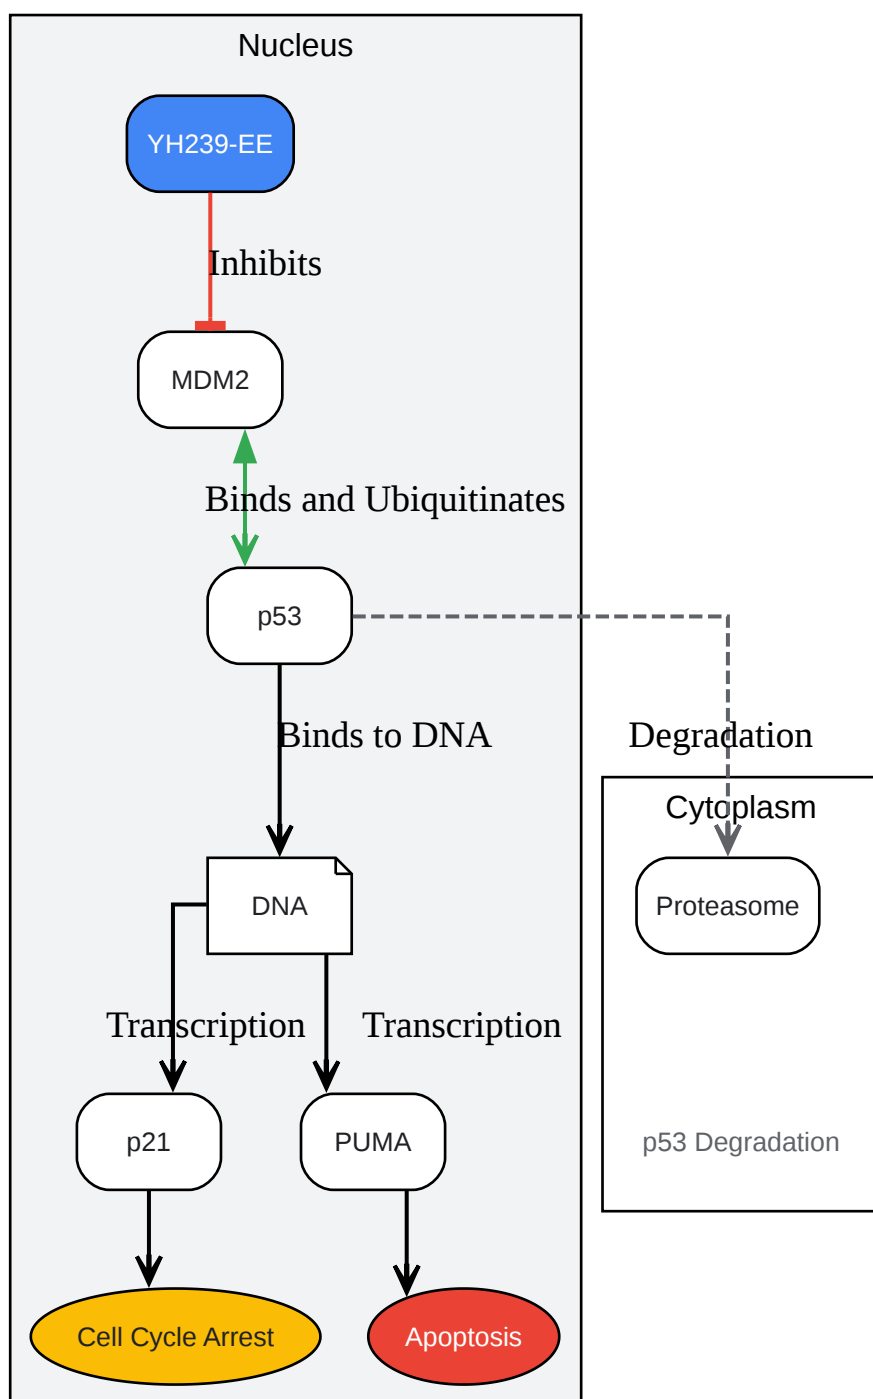 Nucleus
YH239-EE
Inhibits
MDM2
Binds and Ubiquitinates
p53
Binds to DNA
Degradation
Cytoplasm
DNA
Proteasome
Transcription
Transcription
p21
PUMA
p53 Degradation
Cell Cycle Arrest
Apoptosis